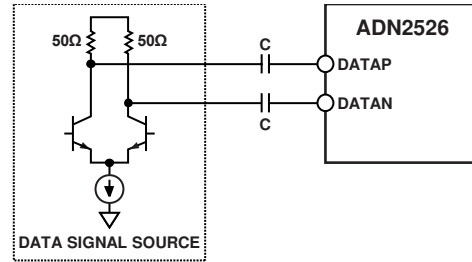 50Ω 50Ω
ADN2526
C
DATAP
DATAN
C
DATA SIGNAL SOURCE